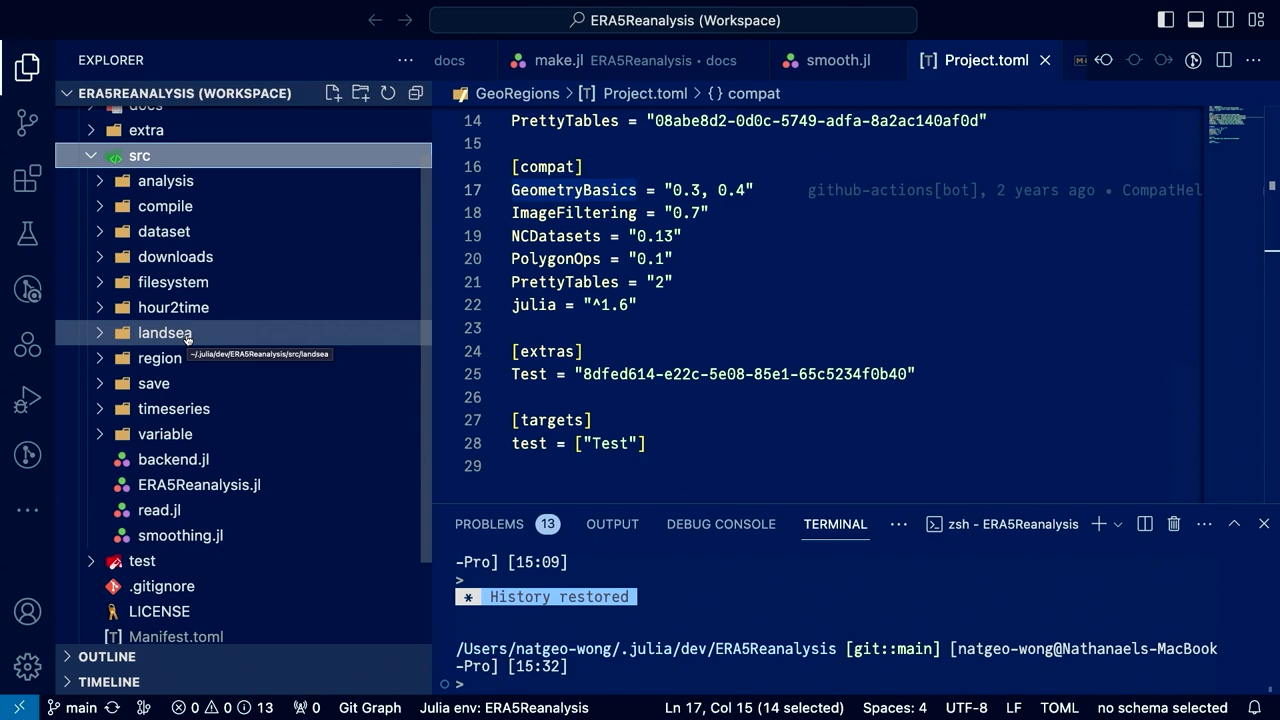 ERA5Reanalysis (Workspace)
EXPLORER
docs
make.jl ERA5Reanalysis • docs
smooth.jl
[T] Project.toml
ERA5REANALYSIS (WORKSPACE)
GeoRegions > [T] Project.toml > {} compat
docs
extra
src
analysis
compile
dataset
downloads
filesystem
hour2time
landsea
~/.julia/dev/ERA5Reanalysis/src/landsea
region
save
timeseries
variable
backend.jl
ERA5Reanalysis.jl
read.jl
smoothing.jl
test
.gitignore
LICENSE
[T] Manifest.toml
OUTLINE
TIMELINE
14 PrettyTables = "08abe8d2-0d0c-5749-adfa-8a2ac140af0d"
15
16 [compat]
17 GeometryBasics = "0.3, 0.4" github-actions[bot], 2 years ago • CompatHel
18 ImageFiltering = "0.7"
19 NCDatasets = "0.13"
20 PolygonOps = "0.1"
21 PrettyTables = "2"
22 julia = "^1.6"
23
24 [extras]
25 Test = "8dfed614-e22c-5e08-85e1-65c5234f0b40"
26
27 [targets]
28 test = ["Test"]
29
PROBLEMS 13 OUTPUT DEBUG CONSOLE TERMINAL zsh - ERA5Reanalysis
-Pro] [15:09]
>
* History restored
/Users/natgeo-wong/.julia/dev/ERA5Reanalysis [git::main] [natgeo-wong@Nathanaels-MacBook
-Pro] [15:32]
>
main 0 0 13 0 Git Graph Julia env: ERA5Reanalysis Ln 17, Col 15 (14 selected) Spaces: 4 UTF-8 LF TOML no schema selected